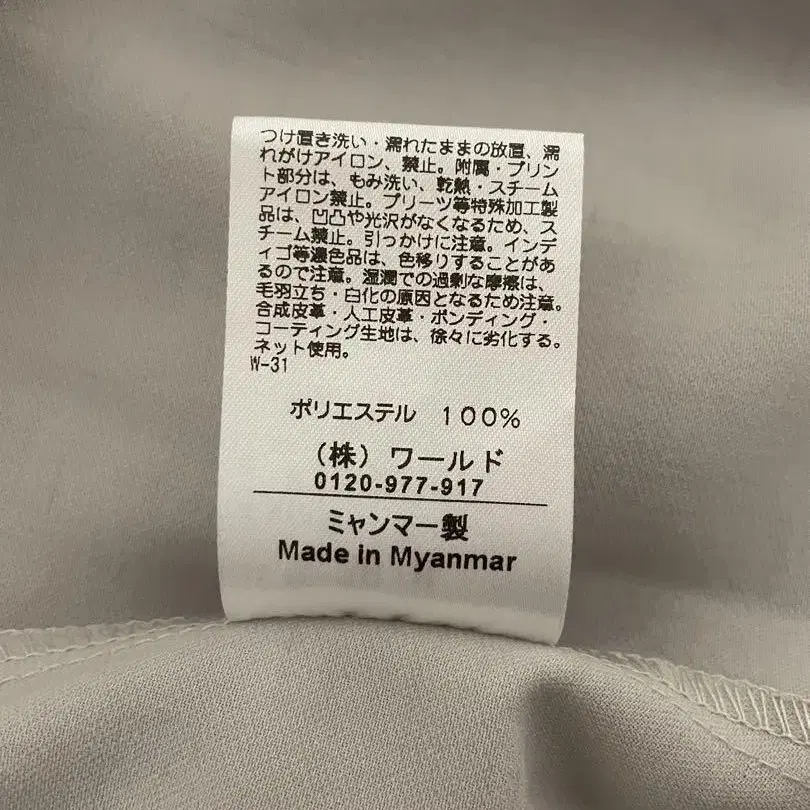 つけ置き洗い・濡れたままの放置、濡
れがけアイロン、禁止。附属・プリン
ト部分は、もみ洗い、乾熱・スチーム
アイロン禁止。プリーツ等特殊加工製
品は、凹凸や光沢がなくなるため、ス
チーム禁止。引っかけに注意。インデ
ィゴ等濃色品は、色移りすることがあ
るので注意。湿潤での過剰な摩擦は、
毛羽立ち・白化の原因となるため注意。
合成皮革・人工皮革・ボンディング・
コーティング生地は、徐々に劣化する。
ネット使用。
W-31
ポリエステル 100%
(株)ワールド
0120-977-917
ミャンマー製
Made in Myanmar